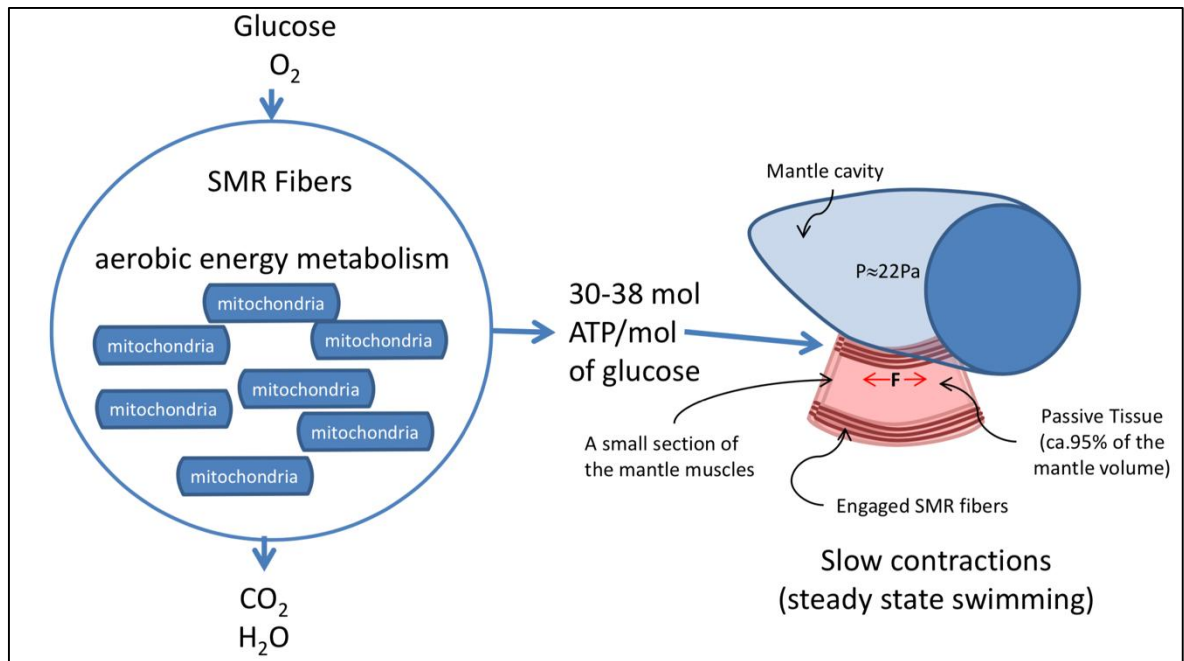 Glucose
O₂
SMR Fibers
aerobic energy metabolism
mitochondria
mitochondria
mitochondria
mitochondria
mitochondria
mitochondria
mitochondria
CO₂
H₂O
30-38 mol
ATP/mol
of glucose
Mantle cavity
P≈22Pa
F
A small section of
the mantle muscles
Engaged SMR fibers
Passive Tissue
(ca.95% of the
mantle volume)
Slow contractions
(steady state swimming)